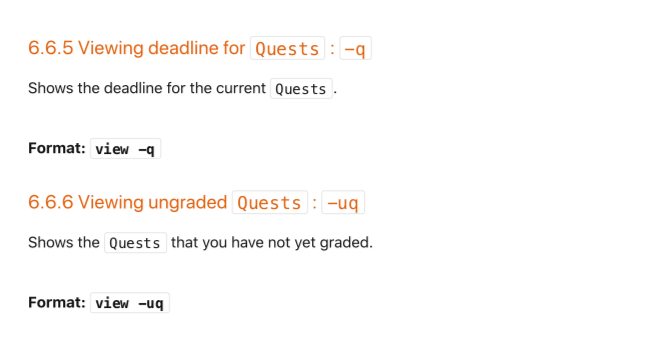 6.6.5 Viewing deadline for Quests : -q
Shows the deadline for the current Quests .
Format: view -q
6.6.6 Viewing ungraded Quests : -uq
Shows the Quests that you have not yet graded.
Format: view -uq